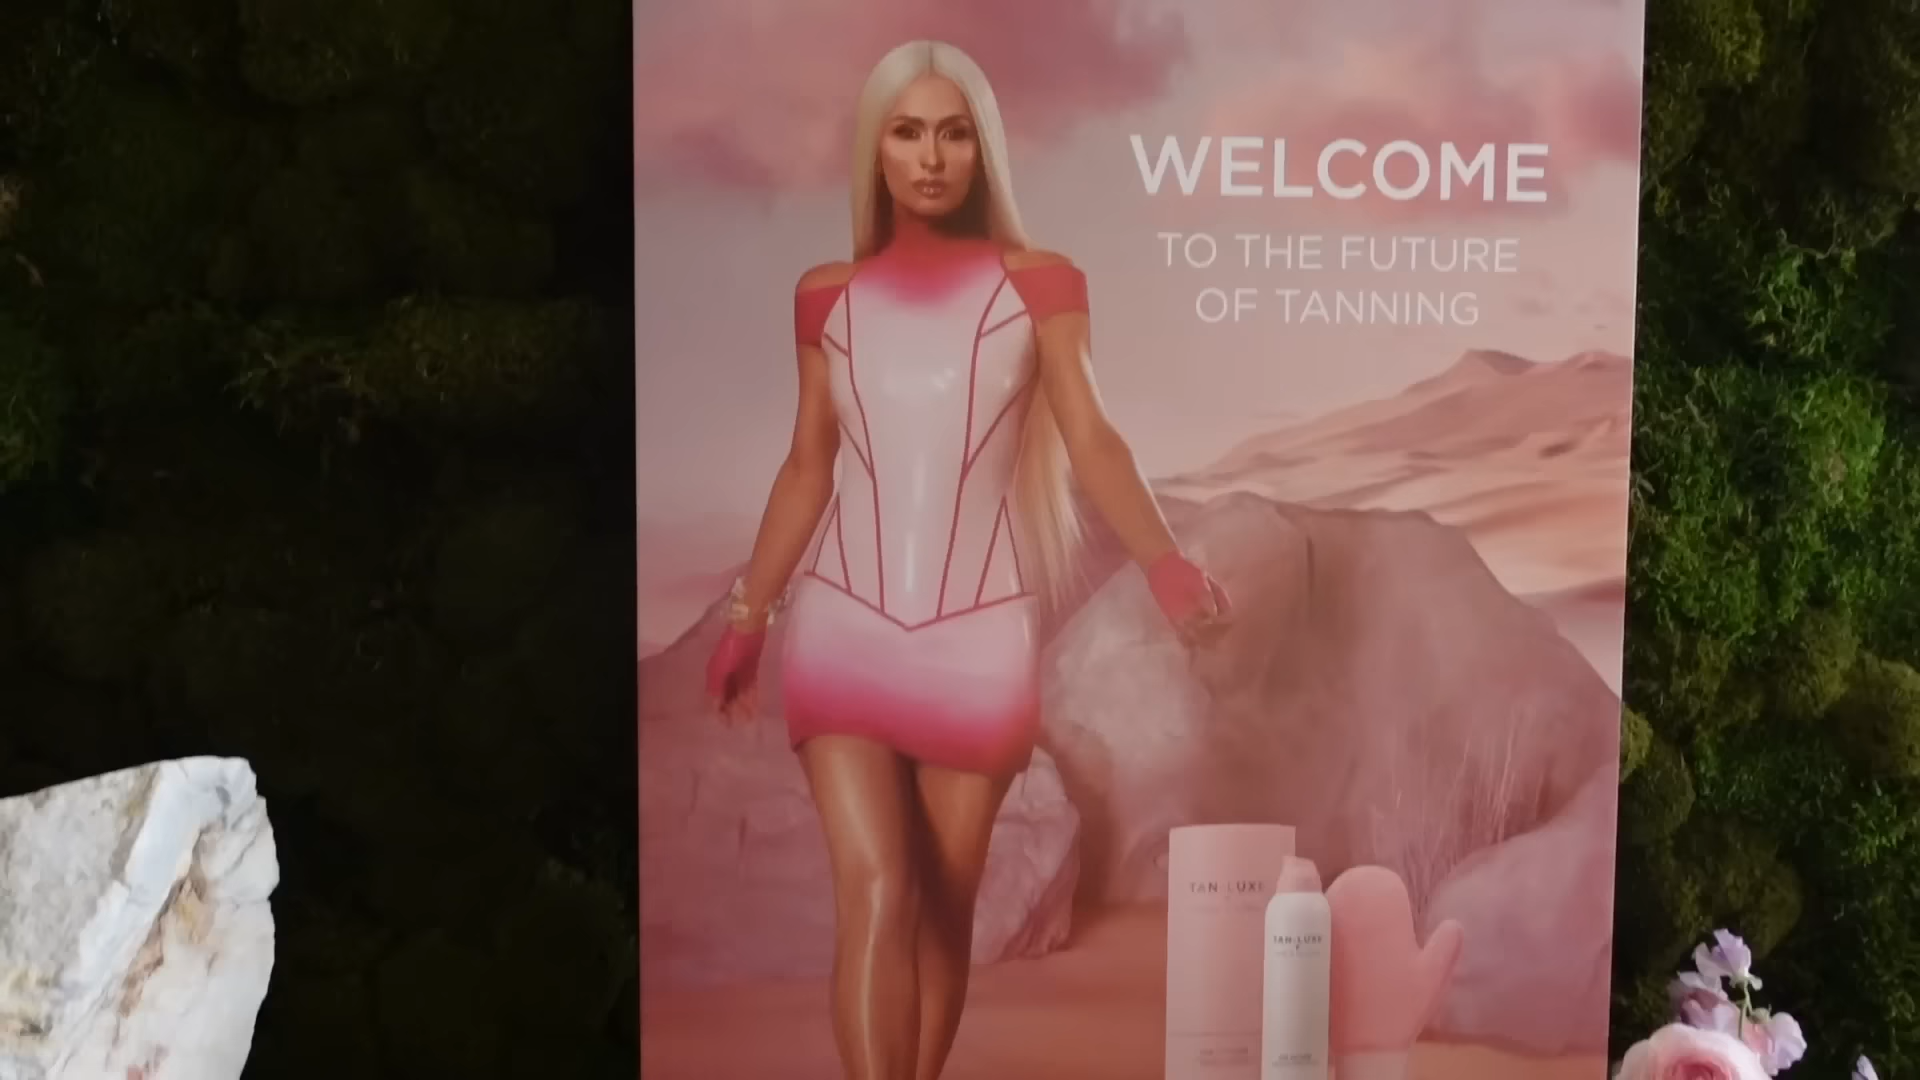 WELCOME
TO THE FUTURE
OF TANNING
TAN-LUXE
TAN-LUXE